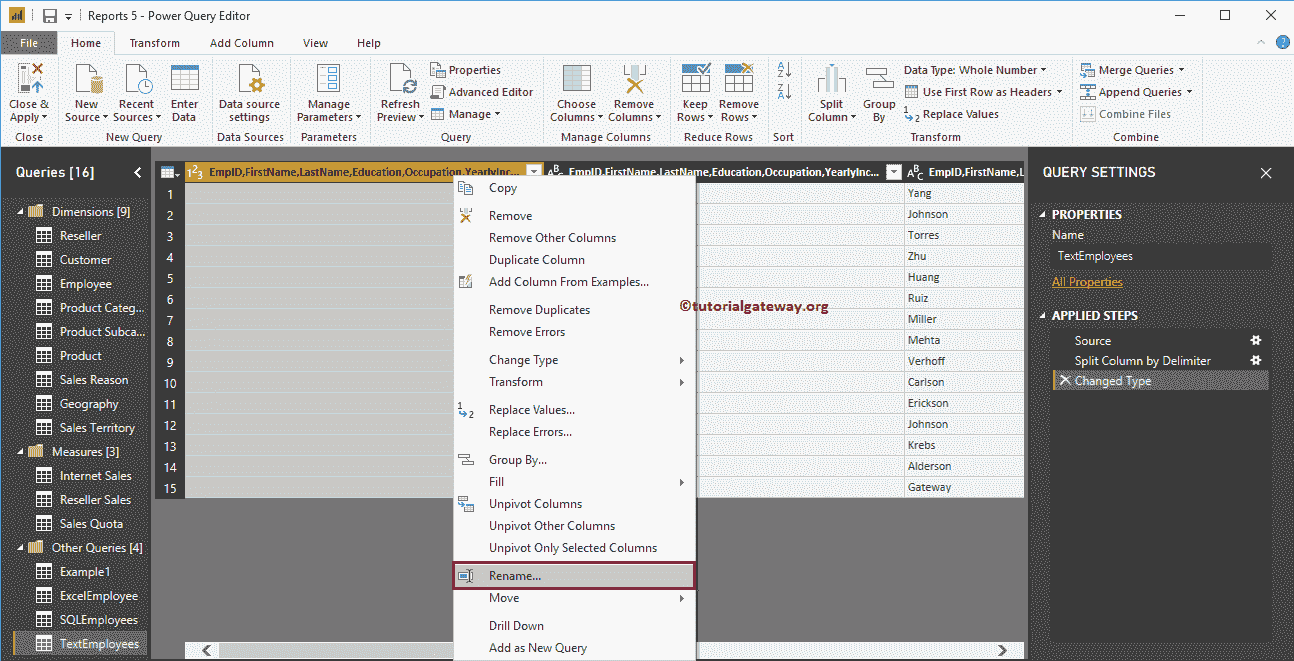 Reports 5 - Power Query Editor
File Home Transform Add Column View Help
Close & Apply
New Source
Recent Sources
Enter Data
Data source settings
Manage Parameters
Refresh Preview
Properties
Advanced Editor
Manage
Choose Columns
Remove Columns
Keep Rows
Remove Rows
Split Column
Group By
Data Type: Whole Number
Use First Row as Headers
Replace Values
Merge Queries
Append Queries
Combine Files
Close New Query Data Sources Parameters Query Manage Columns Reduce Rows Sort Transform Combine
Queries [16]
Dimensions [9]
Reseller
Customer
Employee
Product Categ...
Product Subca...
Product
Sales Reason
Geography
Sales Territory
Measures [3]
Internet Sales
Reseller Sales
Sales Quota
Other Queries [4]
Example1
ExcelEmployee
SQLEmployees
TextEmployees
EmpID,FirstName,LastName,Education,Occupation,YearlyInc... EmpID,FirstName,LastName,Education,Occupation,YearlyInc... EmpID,FirstName,L
1 Yang
2 Johnson
3 Torres
4 Zhu
5 Huang
6 Ruiz
7 Miller
8 Mehta
9 Verhoff
10 Carlson
11 Erickson
12 Johnson
13 Krebs
14 Alderson
15 Gateway
Copy
Remove
Remove Other Columns
Duplicate Column
Add Column From Examples...
Remove Duplicates
Remove Errors
Change Type
Transform
Replace Values...
Replace Errors...
Group By...
Fill
Unpivot Columns
Unpivot Other Columns
Unpivot Only Selected Columns
Rename...
Move
Drill Down
Add as New Query
©tutorialgateway.org
QUERY SETTINGS
PROPERTIES
Name
TextEmployees
All Properties
APPLIED STEPS
Source
Split Column by Delimiter
Changed Type